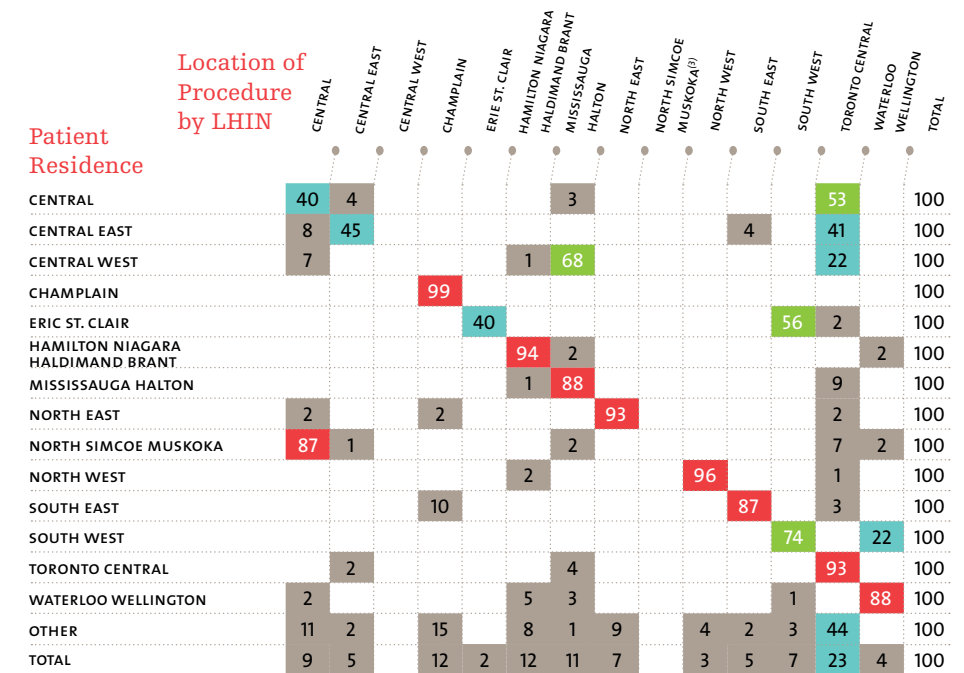 Location of
Procedure
by LHIN
Patient
Residence
CENTRAL
CENTRAL EAST
CENTRAL WEST
CHAMPLAIN
ERIE ST. CLAIR
HAMILTON NIAGARA
HALDIMAND BRANT
MISSISSAUGA
HALTON
NORTH EAST
NORTH SIMCOE
MUSKOKA(3)
NORTH WEST
SOUTH EAST
SOUTH WEST
TORONTO CENTRAL
WATERLOO
WELLINGTON
TOTAL
CENTRAL 40 4 3 53 100
CENTRAL EAST 8 45 4 41 100
CENTRAL WEST 7 1 68 22 100
CHAMPLAIN 99 100
ERIC ST. CLAIR 40 56 2 100
HAMILTON NIAGARA
HALDIMAND BRANT 94 2 2 100
MISSISSAUGA HALTON 1 88 9 100
NORTH EAST 2 2 93 2 100
NORTH SIMCOE MUSKOKA 87 1 2 7 2 100
NORTH WEST 2 96 1 100
SOUTH EAST 10 87 3 100
SOUTH WEST 74 22 100
TORONTO CENTRAL 2 4 93 100
WATERLOO WELLINGTON 2 5 3 1 88 100
OTHER 11 2 15 8 1 9 4 2 3 44 100
TOTAL 9 5 12 2 12 11 7 3 5 7 23 4 100